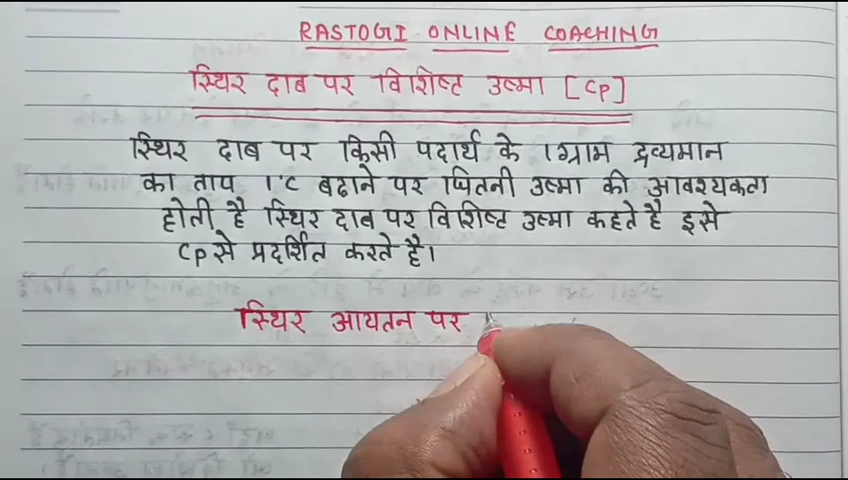 RASTOGI ONLINE COACHING
स्थिर दाब पर विशिष्ट उष्मा [Cp]
स्थिर दाब पर किसी पदार्थ के 1ग्राम द्रव्यमान
का ताप 1°C बढाने पर जितनी उष्मा की आवश्यकता
होती है स्थिर दाब पर विशिष्ट उष्मा कहते है इसे
Cp से प्रदर्शित करते है।
स्थिर आयतन पर